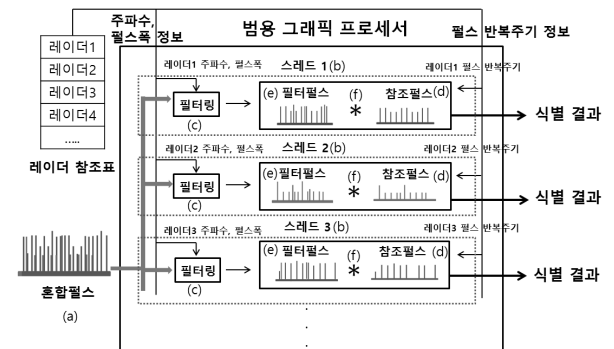 주파수,
펄스폭 정보
범용 그래픽 프로세서
펄스 반복주기 정보
레이더1
레이더2
레이더3
레이더4
.....
레이더 참조표
레이더1 주파수, 펄스폭
스레드 1(b)
레이더1 펄스 반복주기
필터링
(c)
(e) 필터펄스
(f)
*
참조펄스(d)
식별 결과
레이더2 주파수, 펄스폭
스레드 2(b)
레이더2 펄스 반복주기
필터링
(c)
(e) 필터펄스
(f)
*
참조펄스(d)
식별 결과
레이더3 주파수, 펄스폭
스레드 3(b)
레이더3 펄스 반복주기
필터링
(c)
(e) 필터펄스
(f)
*
참조펄스(d)
식별 결과
혼합펄스
(a)